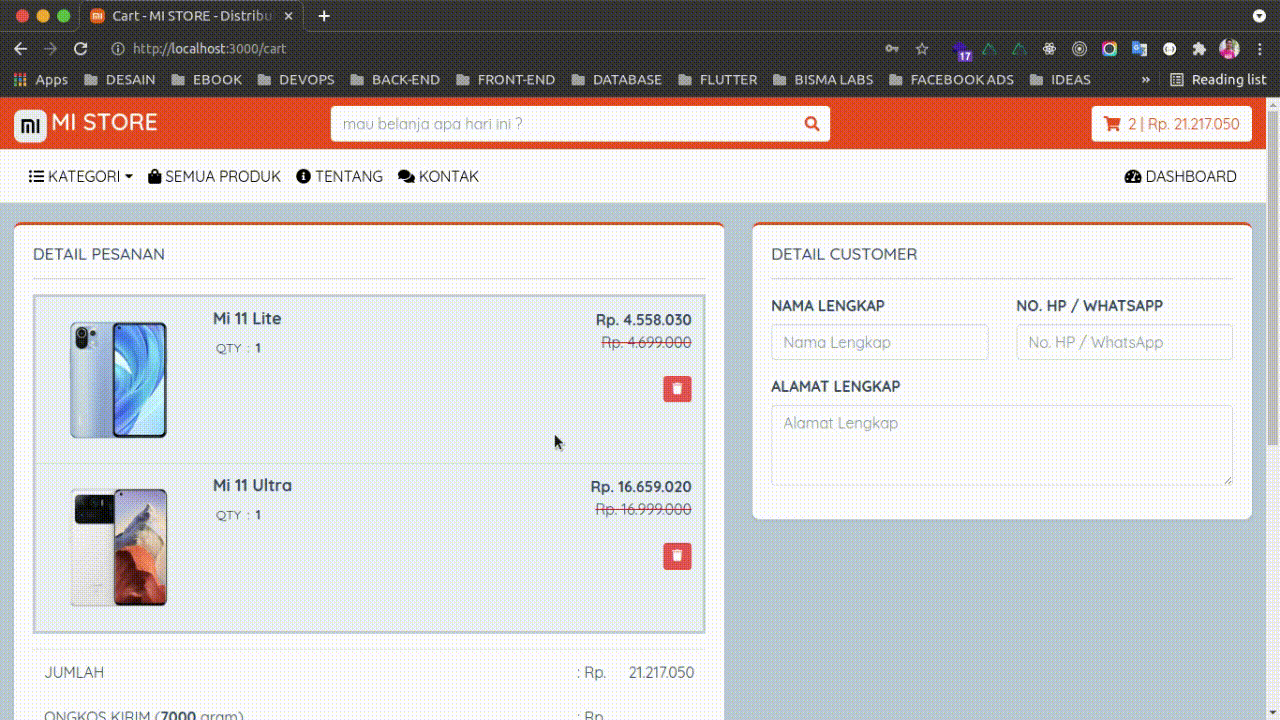 Cart - MI STORE - Distribu
http://localhost:3000/cart
17
Apps DESAIN EBOOK DEVOPS BACK-END FRONT-END DATABASE FLUTTER BISMA LABS FACEBOOK ADS IDEAS » Reading list
MI STORE
mau belanja apa hari ini ?
2 | Rp. 21.217.050
KATEGORI SEMUA PRODUK TENTANG KONTAK DASHBOARD
DETAIL PESANAN
Mi 11 Lite
Rp. 4.558.030
QTY : 1
Rp. 4.699.000
Mi 11 Ultra
Rp. 16.659.020
QTY : 1
Rp. 16.999.000
JUMLAH : Rp. 21.217.050
ONGKOS KIRIM (7000 gram) : Rp.
DETAIL CUSTOMER
NAMA LENGKAP NO. HP / WHATSAPP
Nama Lengkap No. HP / WhatsApp
ALAMAT LENGKAP
Alamat Lengkap